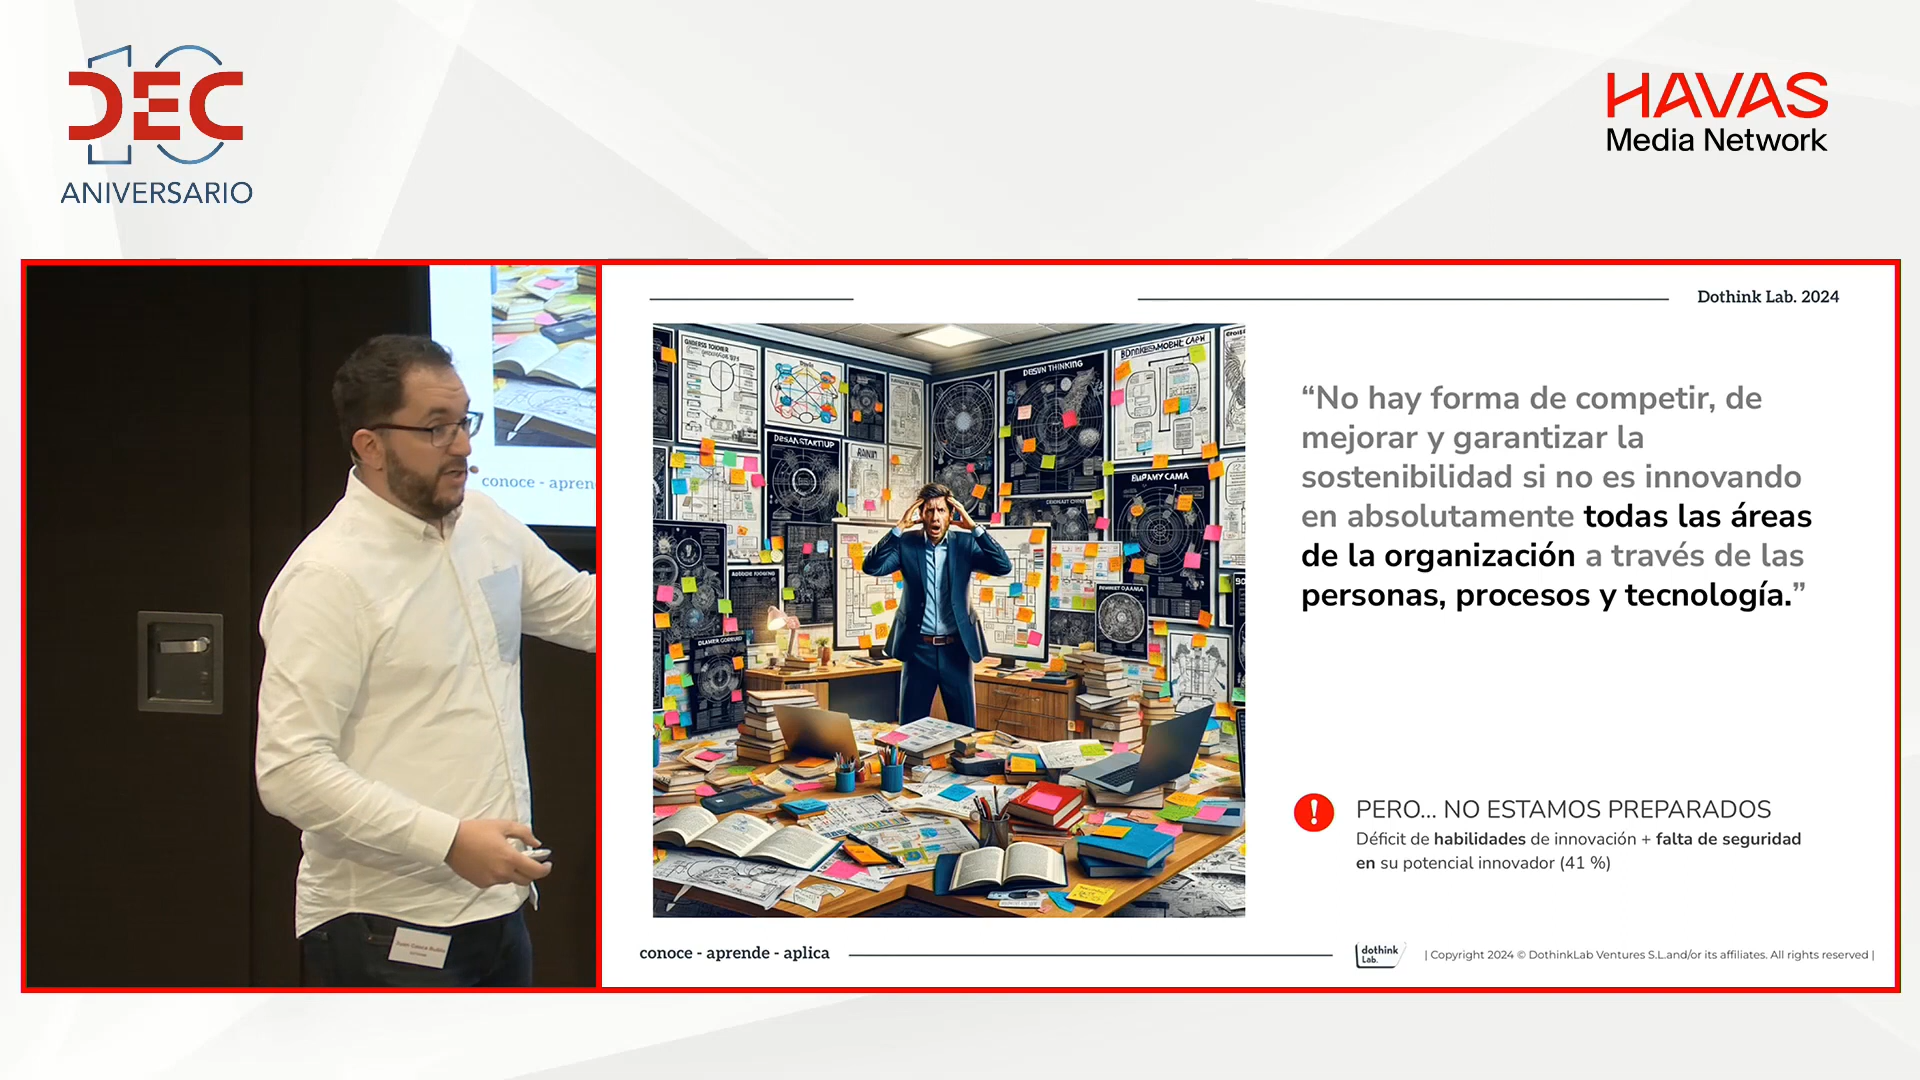 10
DEC
ANIVERSARIO
HAVAS
Media Network
conoce - apren
Dothink Lab. 2024
DESIGN THINKING
“No hay forma de competir, de
mejorar y garantizar la
sostenibilidad si no es innovando
en absolutamente todas las áreas
de la organización a través de las
personas, procesos y tecnología.”
PERO... NO ESTAMOS PREPARADOS
Déficit de habilidades de innovación + falta de seguridad
en su potencial innovador (41 %)
conoce - aprende - aplica
dothink
Lab.
| Copyright 2024 © DothinkLab Ventures S.L.and/or its affiliates. All rights reserved |